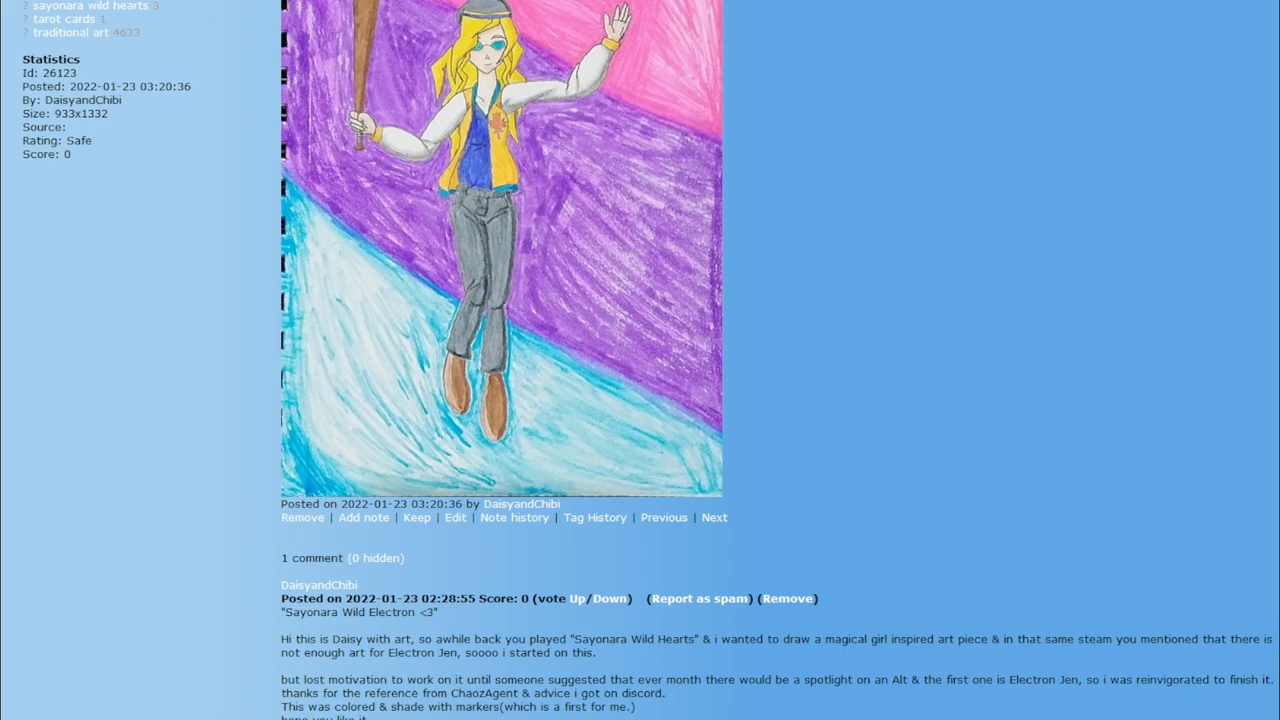 ? sayonara wild hearts 3
? tarot cards 1
? traditional art 4633
Statistics
Id: 26123
Posted: 2022-01-23 03:20:36
By: DaisyandChibi
Size: 933x1332
Source:
Rating: Safe
Score: 0
Posted on 2022-01-23 03:20:36 by DaisyandChibi
Remove | Add note | Keep | Edit | Note history | Tag History | Previous | Next
1 comment (0 hidden)
DaisyandChibi
Posted on 2022-01-23 02:28:55 Score: 0 (vote Up/Down) (Report as spam) (Remove)
"Sayonara Wild Electron <3"
Hi this is Daisy with art, so awhile back you played "Sayonara Wild Hearts" & i wanted to draw a magical girl inspired art piece & in that same steam you mentioned that there is
not enough art for Electron Jen, soooo i started on this.
but lost motivation to work on it until someone suggested that ever month there would be a spotlight on an Alt & the first one is Electron Jen, so i was reinvigorated to finish it.
thanks for the reference from ChaozAgent & advice i got on discord.
This was colored & shade with markers(which is a first for me.)
hope you like it